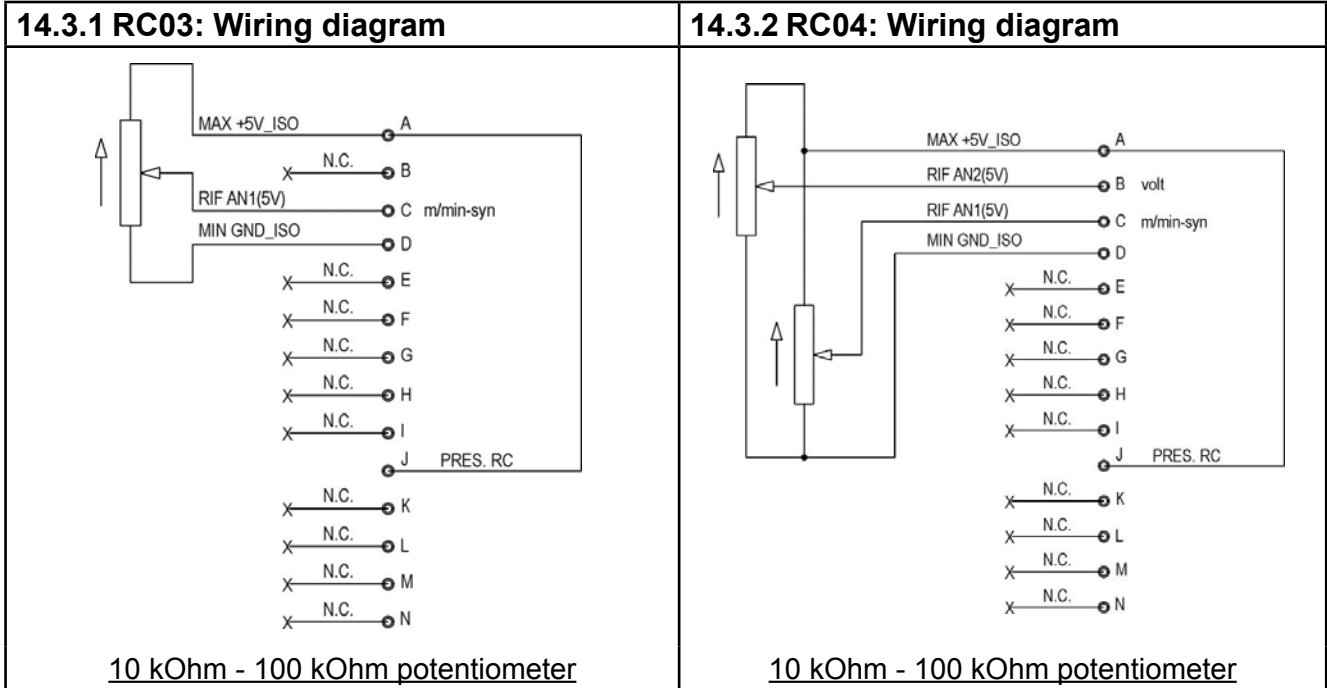 14.3.1 RC03: Wiring diagram
MAX +5V_ISO A
N.C. B
RIF AN1(5V) C m/min-syn
MIN GND_ISO D
N.C. E
N.C. F
N.C. G
N.C. H
N.C. I
J PRES. RC
N.C. K
N.C. L
N.C. M
N.C. N
10 kOhm - 100 kOhm potentiometer
14.3.2 RC04: Wiring diagram
MAX +5V_ISO A
RIF AN2(5V) B volt
RIF AN1(5V) C m/min-syn
MIN GND_ISO D
N.C. E
N.C. F
N.C. G
N.C. H
N.C. I
J PRES. RC
N.C. K
N.C. L
N.C. M
N.C. N
10 kOhm - 100 kOhm potentiometer